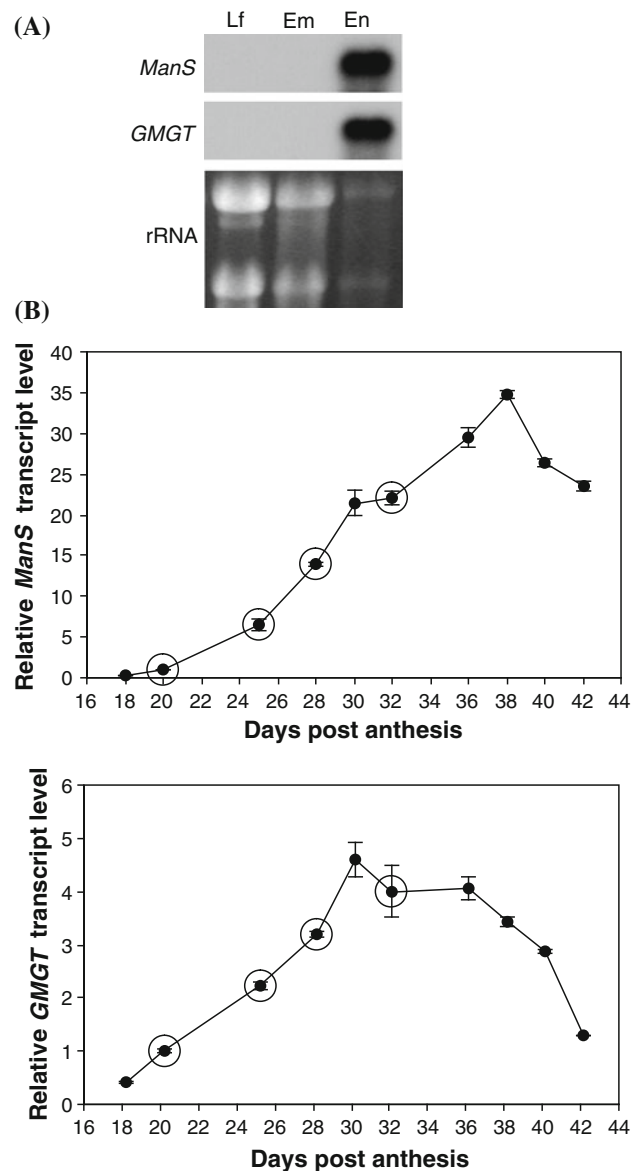 (A)
Lf Em En
ManS
GMGT
rRNA
(B)
Relative ManS transcript level
40
35
30
25
20
15
10
5
0
16 18 20 22 24 26 28 30 32 34 36 38 40 42 44
Days post anthesis
Relative GMGT transcript level
6
5
4
3
2
1
0
16 18 20 22 24 26 28 30 32 34 36 38 40 42 44
Days post anthesis